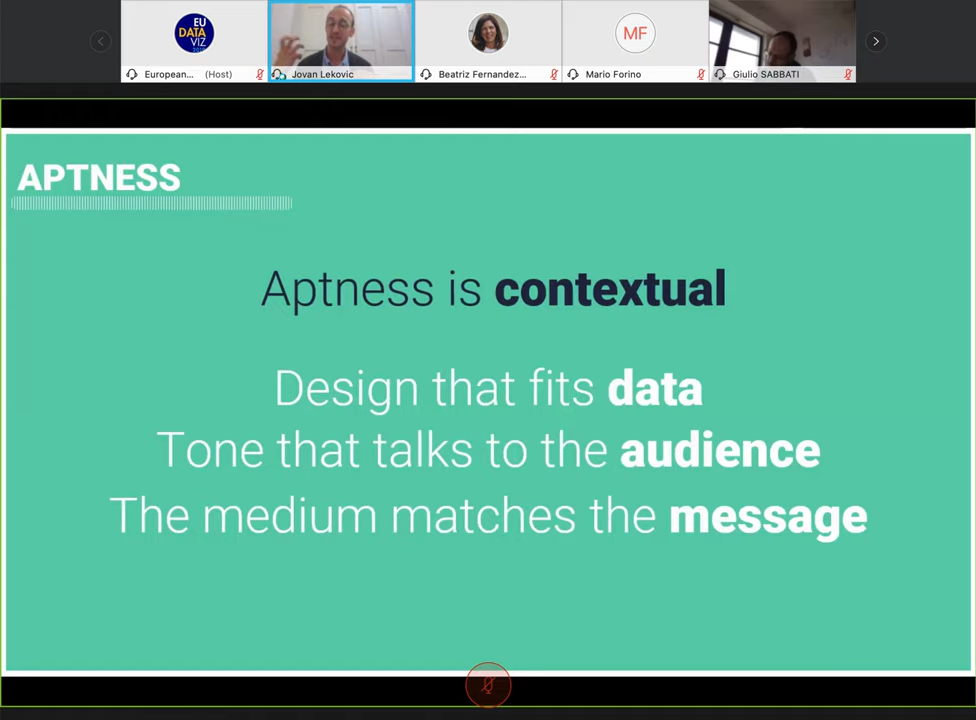 EU
DATA
VIZ
European... (Host)
Jovan Lekovic
Beatriz Fernandez...
MF
Mario Forino
Giulio SABBATI
APTNESS
Aptness is contextual
Design that fits data
Tone that talks to the audience
The medium matches the message